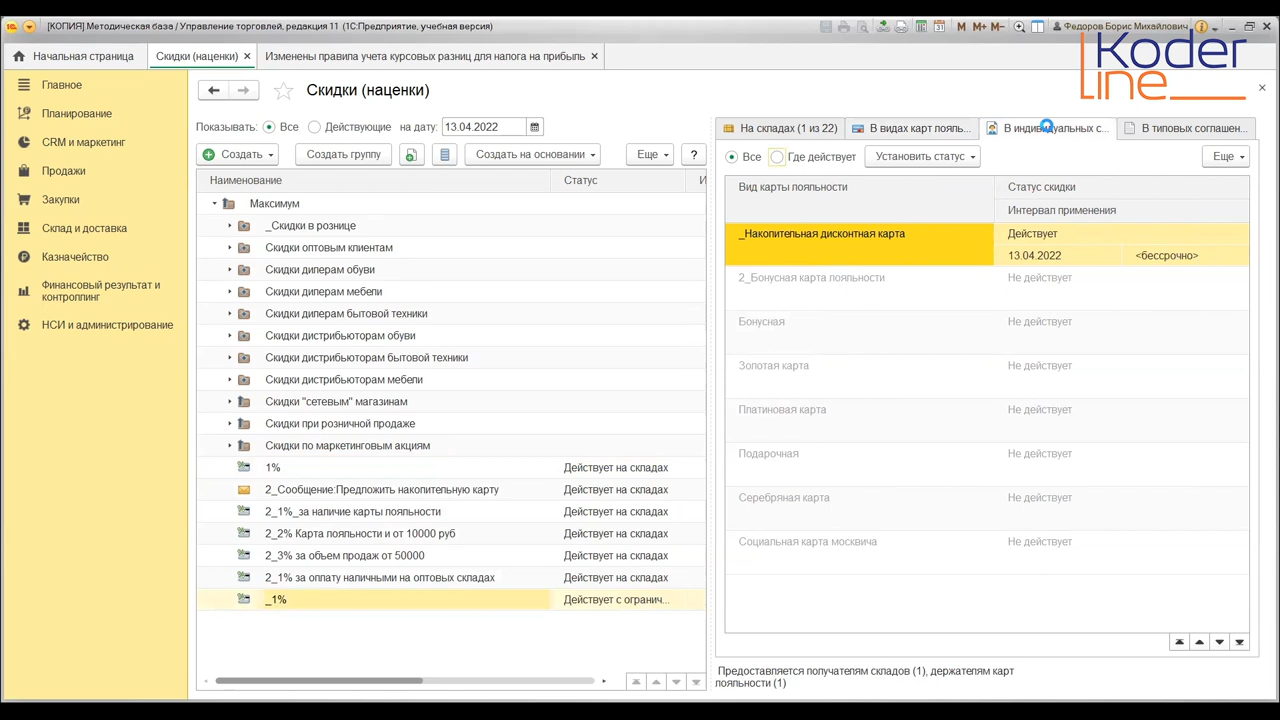 [КОПИЯ] Методическая база / Управление торговлей, редакция 11 (1С:Предприятие, учебная версия)
M M+ M-
Федоров Борис Михайлович
Koder
line
Начальная страница
Скидки (наценки) ×
Изменены правила учета курсовых разниц для налога на прибыль ×
Главное
Планирование
CRM и маркетинг
Продажи
Закупки
Склад и доставка
Казначейство
Финансовый результат и
контроллинг
НСИ и администрирование
Скидки (наценки)
Показывать: Все Действующие на дату: 13.04.2022
Создать Создать группу Создать на основании Еще ?
Наименование Статус И
Максимум
_Скидки в рознице
Скидки оптовым клиентам
Скидки дилерам обуви
Скидки дилерам мебели
Скидки дилерам бытовой техники
Скидки дистрибьюторам обуви
Скидки дистрибьюторам бытовой техники
Скидки дистрибьюторам мебели
Скидки "сетевым" магазинам
Скидки при розничной продаже
Скидки по маркетинговым акциям
1% Действует на складах
2_Сообщение:Предложить накопительную карту Действует на складах
2_1%_за наличие карты лояльности Действует на складах
2_2% Карта лояльности и от 10000 руб Действует на складах
2_3% за объем продаж от 50000 Действует на складах
2_1% за оплату наличными на оптовых складах Действует на складах
_1% Действует с огранич...
На складах (1 из 22) В видах карт лояль... В индивидуальных с... В типовых соглашен...
Все Где действует Установить статус Еще
Вид карты лояльности Статус скидки
Интервал применения
_Накопительная дисконтная карта Действует
13.04.2022 <бессрочно>
2_Бонусная карта лояльности Не действует
Бонусная Не действует
Золотая карта Не действует
Платиновая карта Не действует
Подарочная Не действует
Серебряная карта Не действует
Социальная карта москвича Не действует
Предоставляется получателям складов (1), держателям карт
лояльности (1)